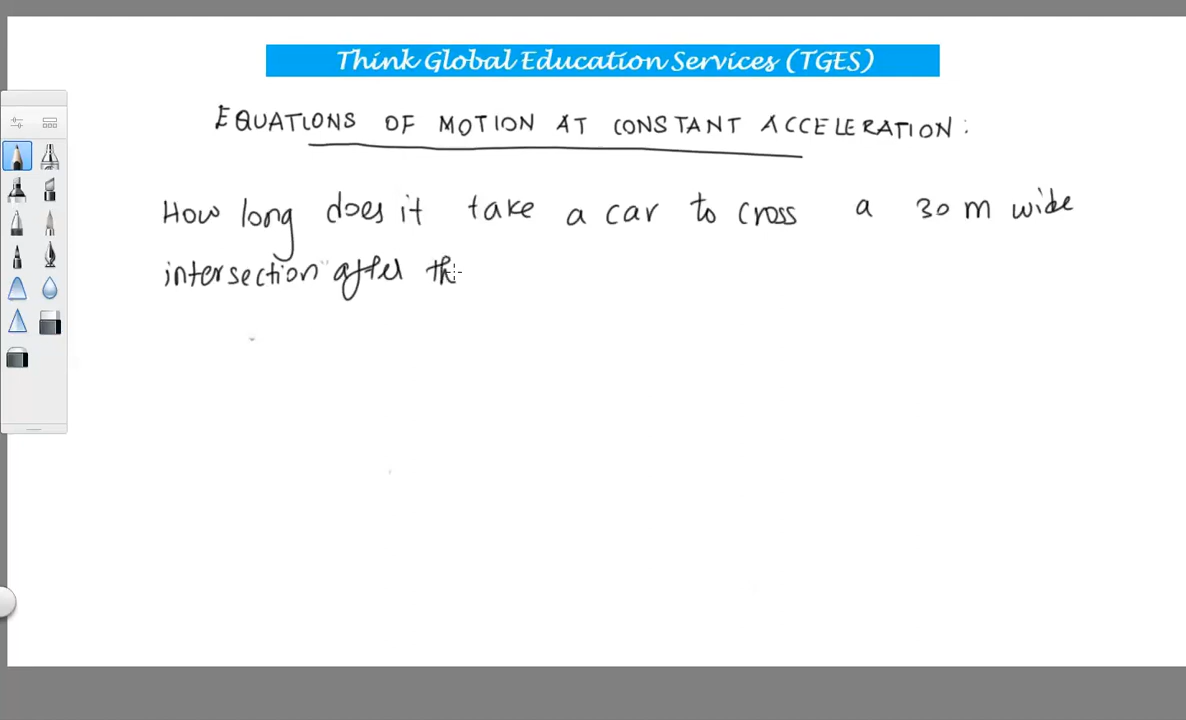 Think Global Education Services (TGES)
EQUATIONS OF MOTION AT CONSTANT ACCELERATION:
How long does it take a car to cross a 30 m wide
intersection after th